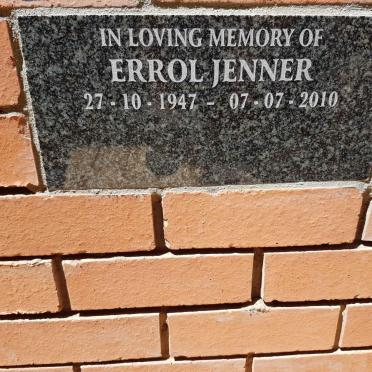 IN LOVING MEMORY OF
ERROL JENNER
27 - 10 - 1947 - 07 - 07 - 2010